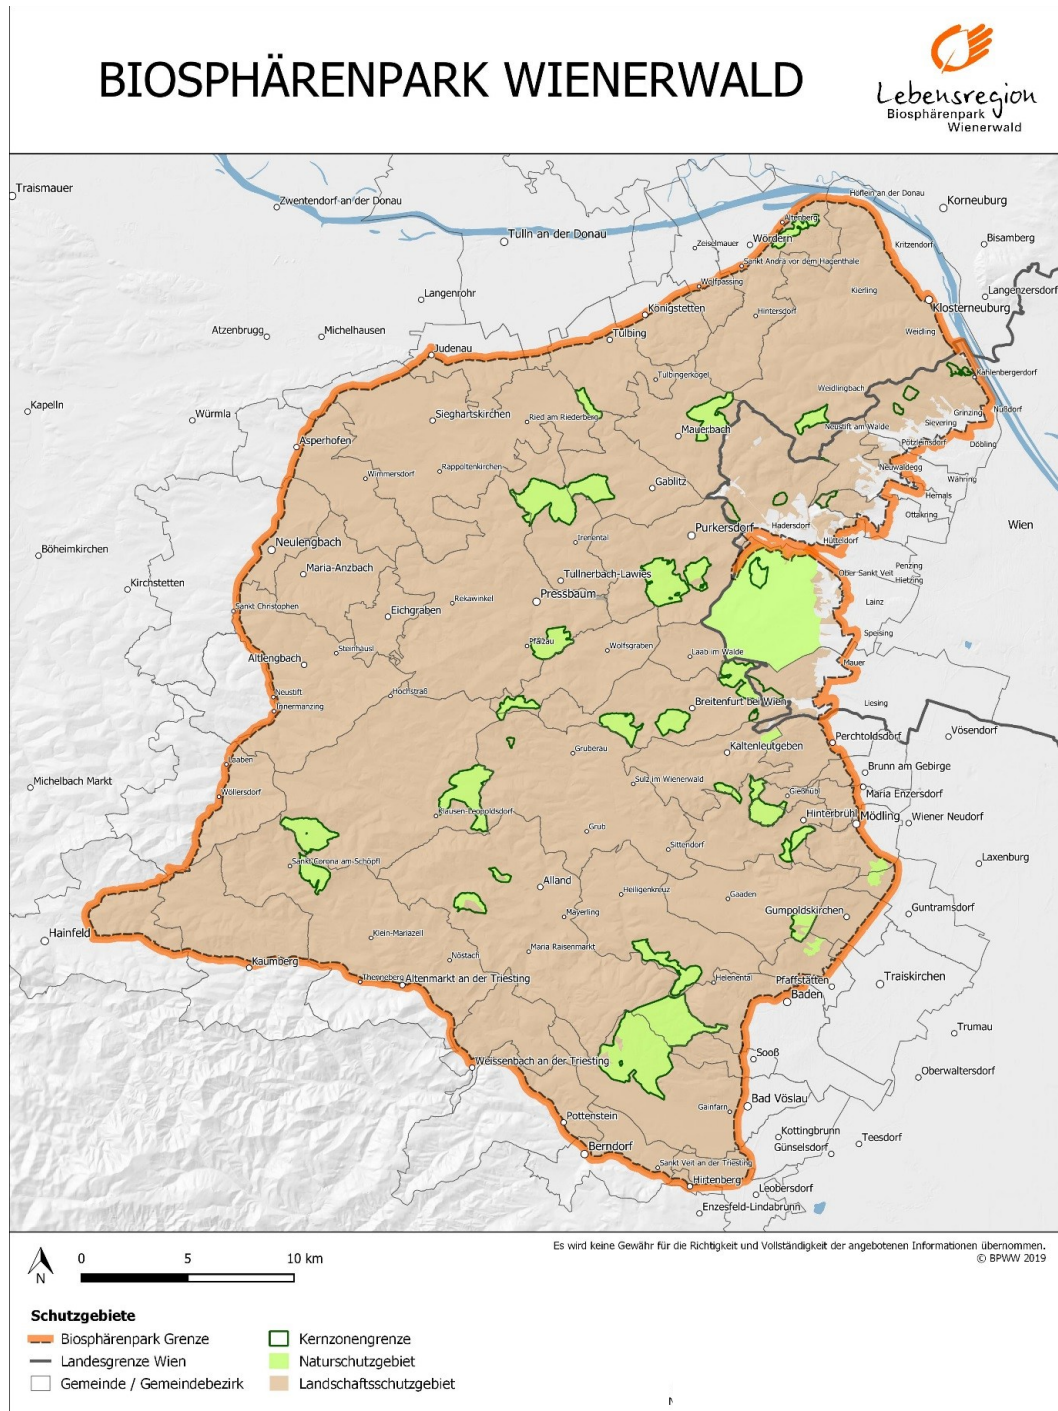 BIOSPHÄRENPARK WIENERWALD
Lebensregion
Biosphärenpark
Wienerwald
Traismauer
Zwentendorf an der Donau
Höflein an der Donau
Korneuburg
Altenberg
Tulln an der Donau
Wördern
Zeiselmauer
Kritzendorf
Bisamberg
Sankt Andrä vor dem Hagenthale
Wolfpassing
Kierling
Langenzersdorf
Langenrohr
Königstetten
Hintersdorf
Klosterneuburg
Atzenbrugg
Michelhausen
Tulbing
Weidling
Judenau
Tulbingerkogel
Kahlenbergerdorf
Weidlingbach
Kapelln
Würmla
Sieghartskirchen
Ried am Riederberg
Grinzing
Nußdorf
Mauerbach
Neustift am Walde
Sievering
Asperhofen
Pötzleinsdorf
Döbling
Wimmersdorf
Rappoltenkirchen
Neuwaldegg
Währing
Gablitz
Hernals
Ottakring
Purkersdorf
Hadersdorf
Wien
Böheimkirchen
Neulengbach
Irenental
Hütteldorf
Kirchstetten
Maria-Anzbach
Tullnerbach-Lawies
Ober Sankt Veit
Penzing
Hietzing
Pressbaum
Rekawinkel
Lainz
Sankt Christophen
Eichgraben
Speising
Pfalzau
Wolfsgraben
Laab im Walde
Steinhäusl
Altlengbach
Mauer
Neustift
Hochstraß
Innermanzing
Breitenfurt bei Wien
Liesing
Gruberau
Kaltenleutgeben
Perchtoldsdorf
Vösendorf
Laaben
Brunn am Gebirge
Michelbach Markt
Wöllersdorf
Sulz im Wienerwald
Gießhübl
Maria Enzersdorf
Klausen-Leopoldsdorf
Hinterbrühl
Mödling
Wiener Neudorf
Grub
Sittendorf
Sankt Corona am Schöpfl
Laxenburg
Alland
Heiligenkreuz
Gaaden
Mayerling
Gumpoldskirchen
Guntramsdorf
Hainfeld
Klein-Mariazell
Nöstach
Maria Raisenmarkt
Kaumberg
Thenneberg
Altenmarkt an der Triesting
Helenental
Pfaffstätten
Traiskirchen
Baden
Trumau
Weissenbach an der Triesting
Sooß
Oberwaltersdorf
Gainfarn
Bad Vöslau
Pottenstein
Kottingbrunn
Teesdorf
Günselsdorf
Berndorf
Sankt Veit an der Triesting
Hirtenberg
Leobersdorf
Enzesfeld-Lindabrunn
Es wird keine Gewähr für die Richtigkeit und Vollständigkeit der angebotenen Informationen übernommen.
© BPWW 2019
N
0 5 10 km
Schutzgebiete
Biosphärenpark Grenze
Landesgrenze Wien
Gemeinde / Gemeindebezirk
Kernzonengrenze
Naturschutzgebiet
Landschaftsschutzgebiet